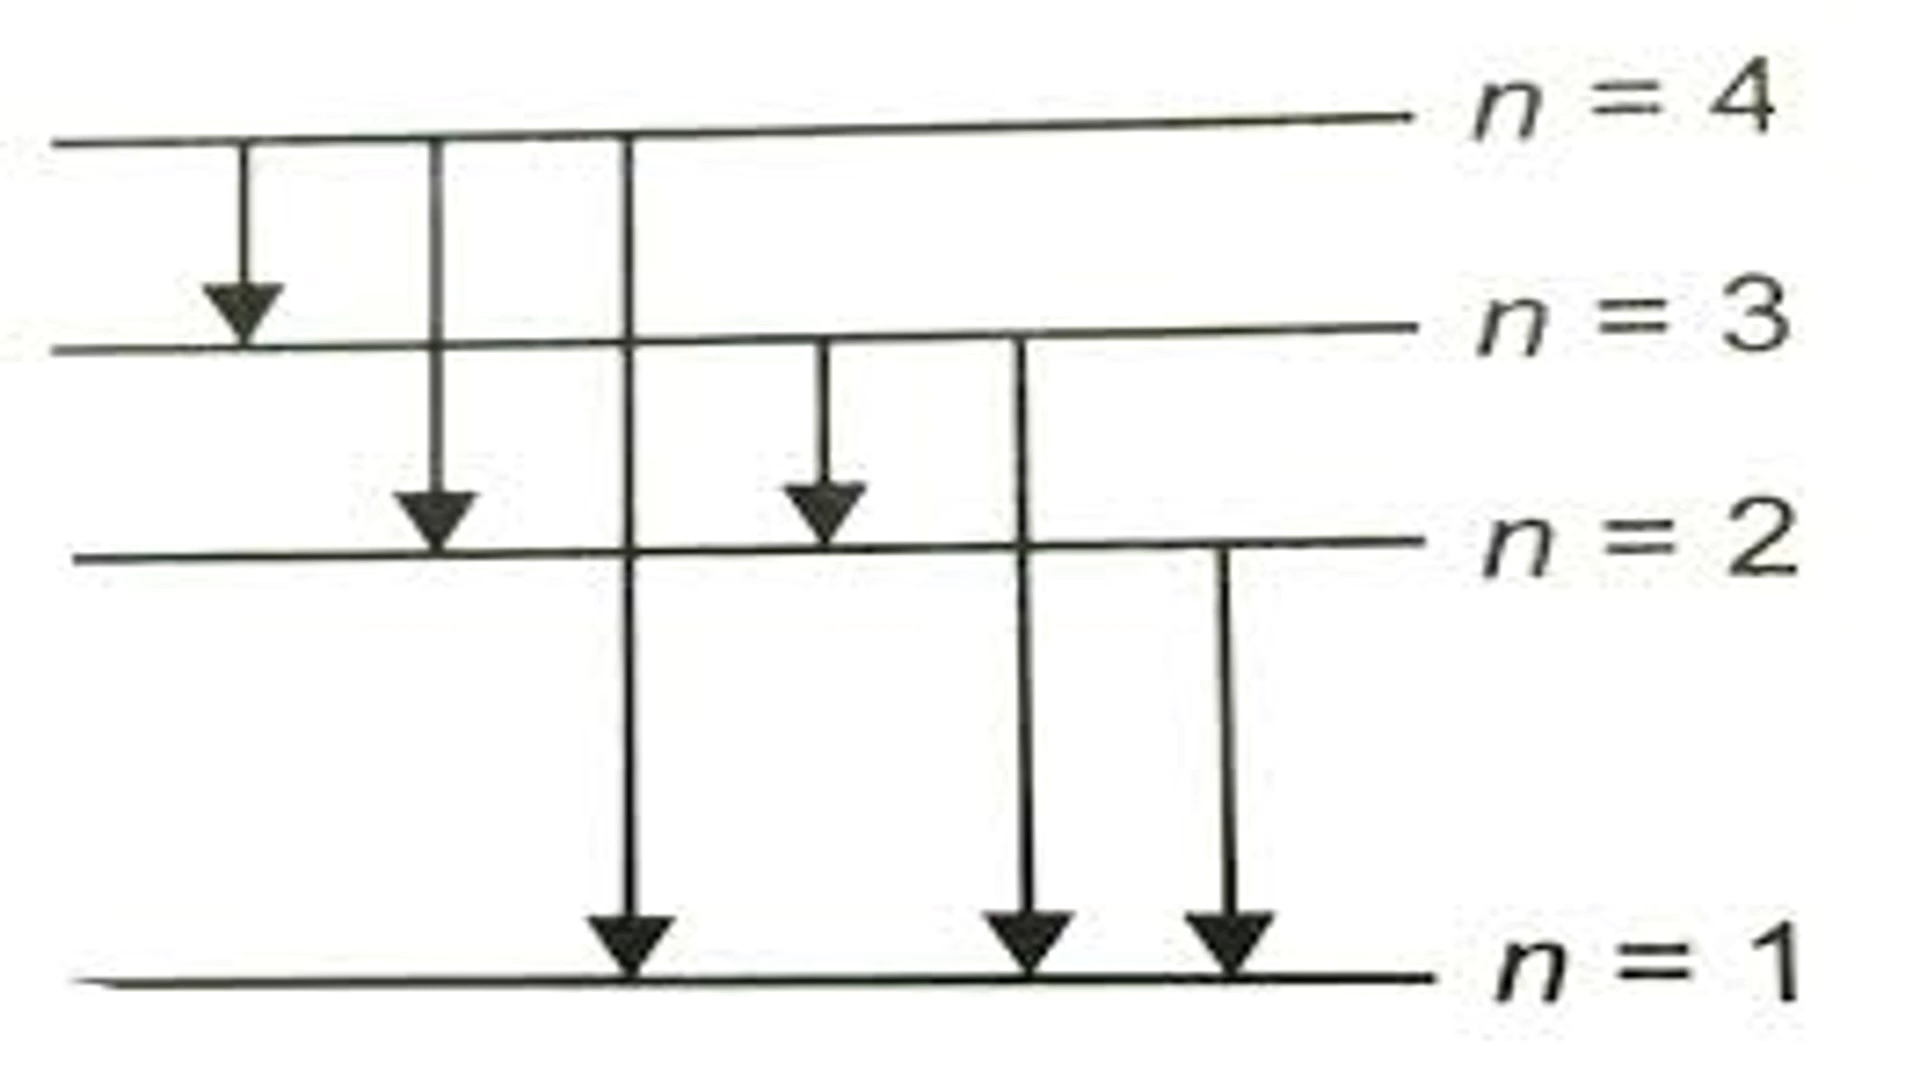 n = 4
n = 3
n = 2
n = 1